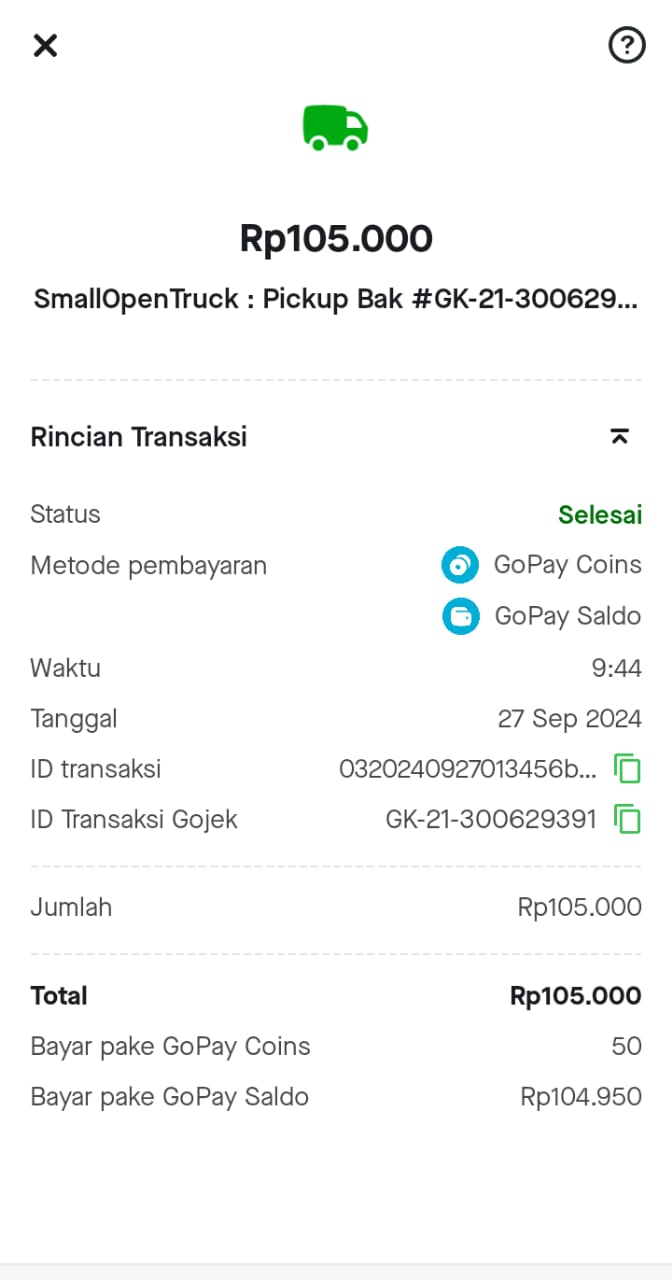 Rp105.000
SmallOpenTruck : Pickup Bak #GK-21-300629...
Rincian Transaksi
Status Selesai
Metode pembayaran GoPay Coins
GoPay Saldo
Waktu 9:44
Tanggal 27 Sep 2024
ID transaksi 0320240927013456b...
ID Transaksi Gojek GK-21-300629391
Jumlah Rp105.000
Total Rp105.000
Bayar pake GoPay Coins 50
Bayar pake GoPay Saldo Rp104.950